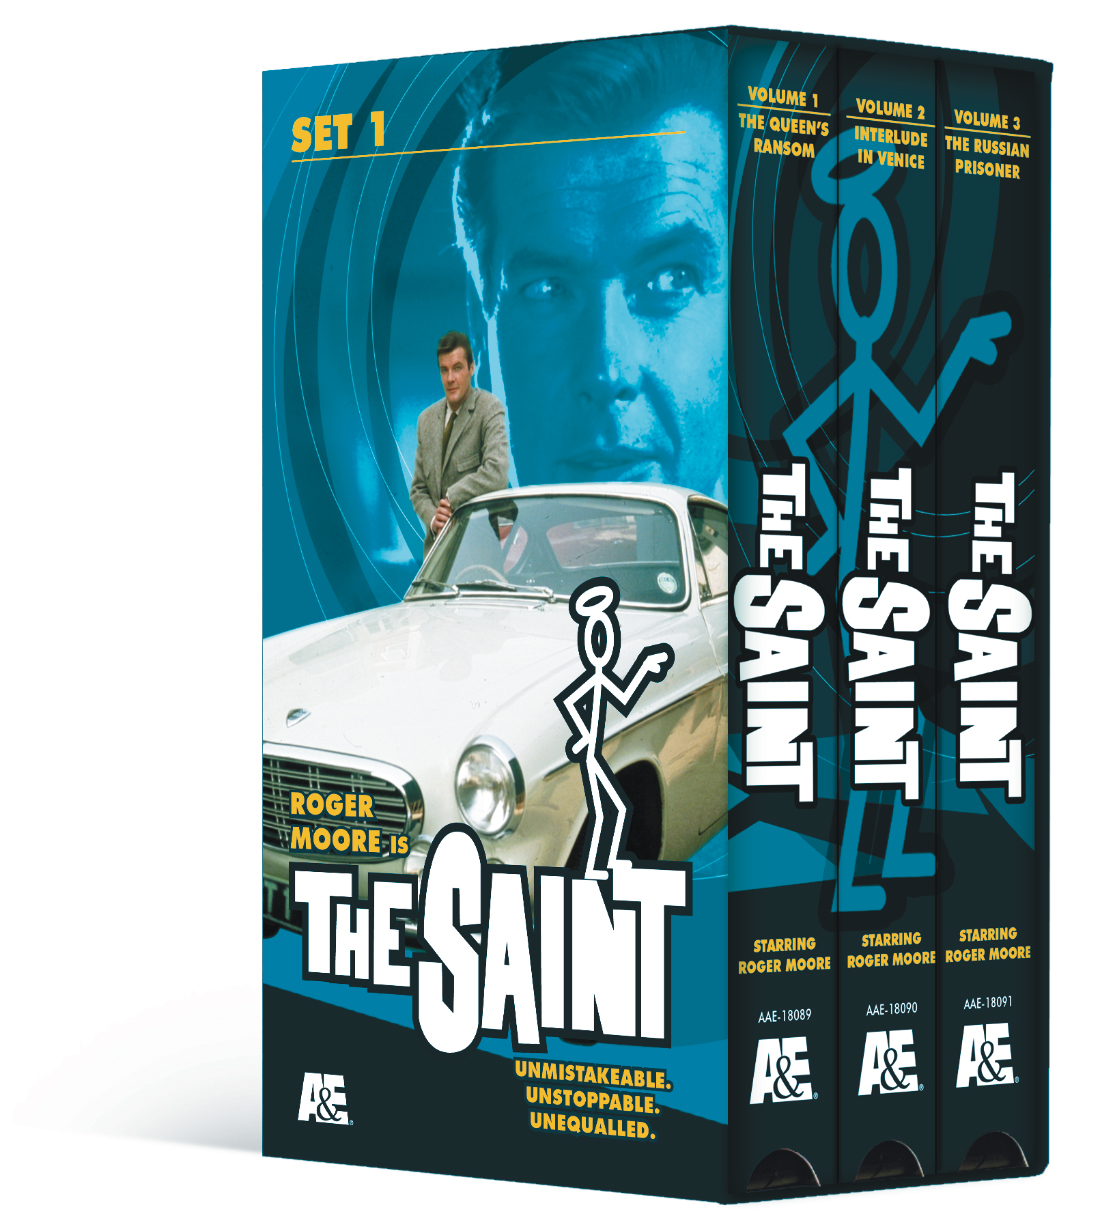 SET 1
ROGER
MOORE IS
THE SAINT
UNMISTAKEABLE.
UNSTOPPABLE.
UNEQUALLED.
A&E®
VOLUME 1
THE QUEEN'S
RANSOM
THE SAINT
STARRING
ROGER MOORE
AAE-18089
A&E®
VOLUME 2
INTERLUDE
IN VENICE
THE SAINT
STARRING
ROGER MOORE
AAE-18090
A&E®
VOLUME 3
THE RUSSIAN
PRISONER
THE SAINT
STARRING
ROGER MOORE
AAE-18091
A&E®